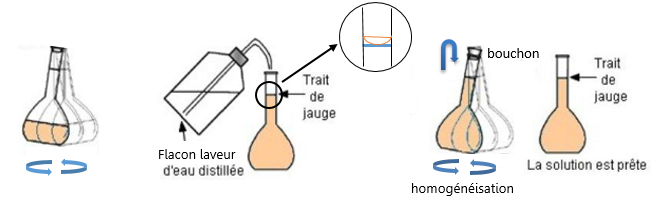 Trait
de
jauge
Flacon laveur
d'eau distillée
bouchon
homogénéisation
Trait
de
jauge
La solution est prête